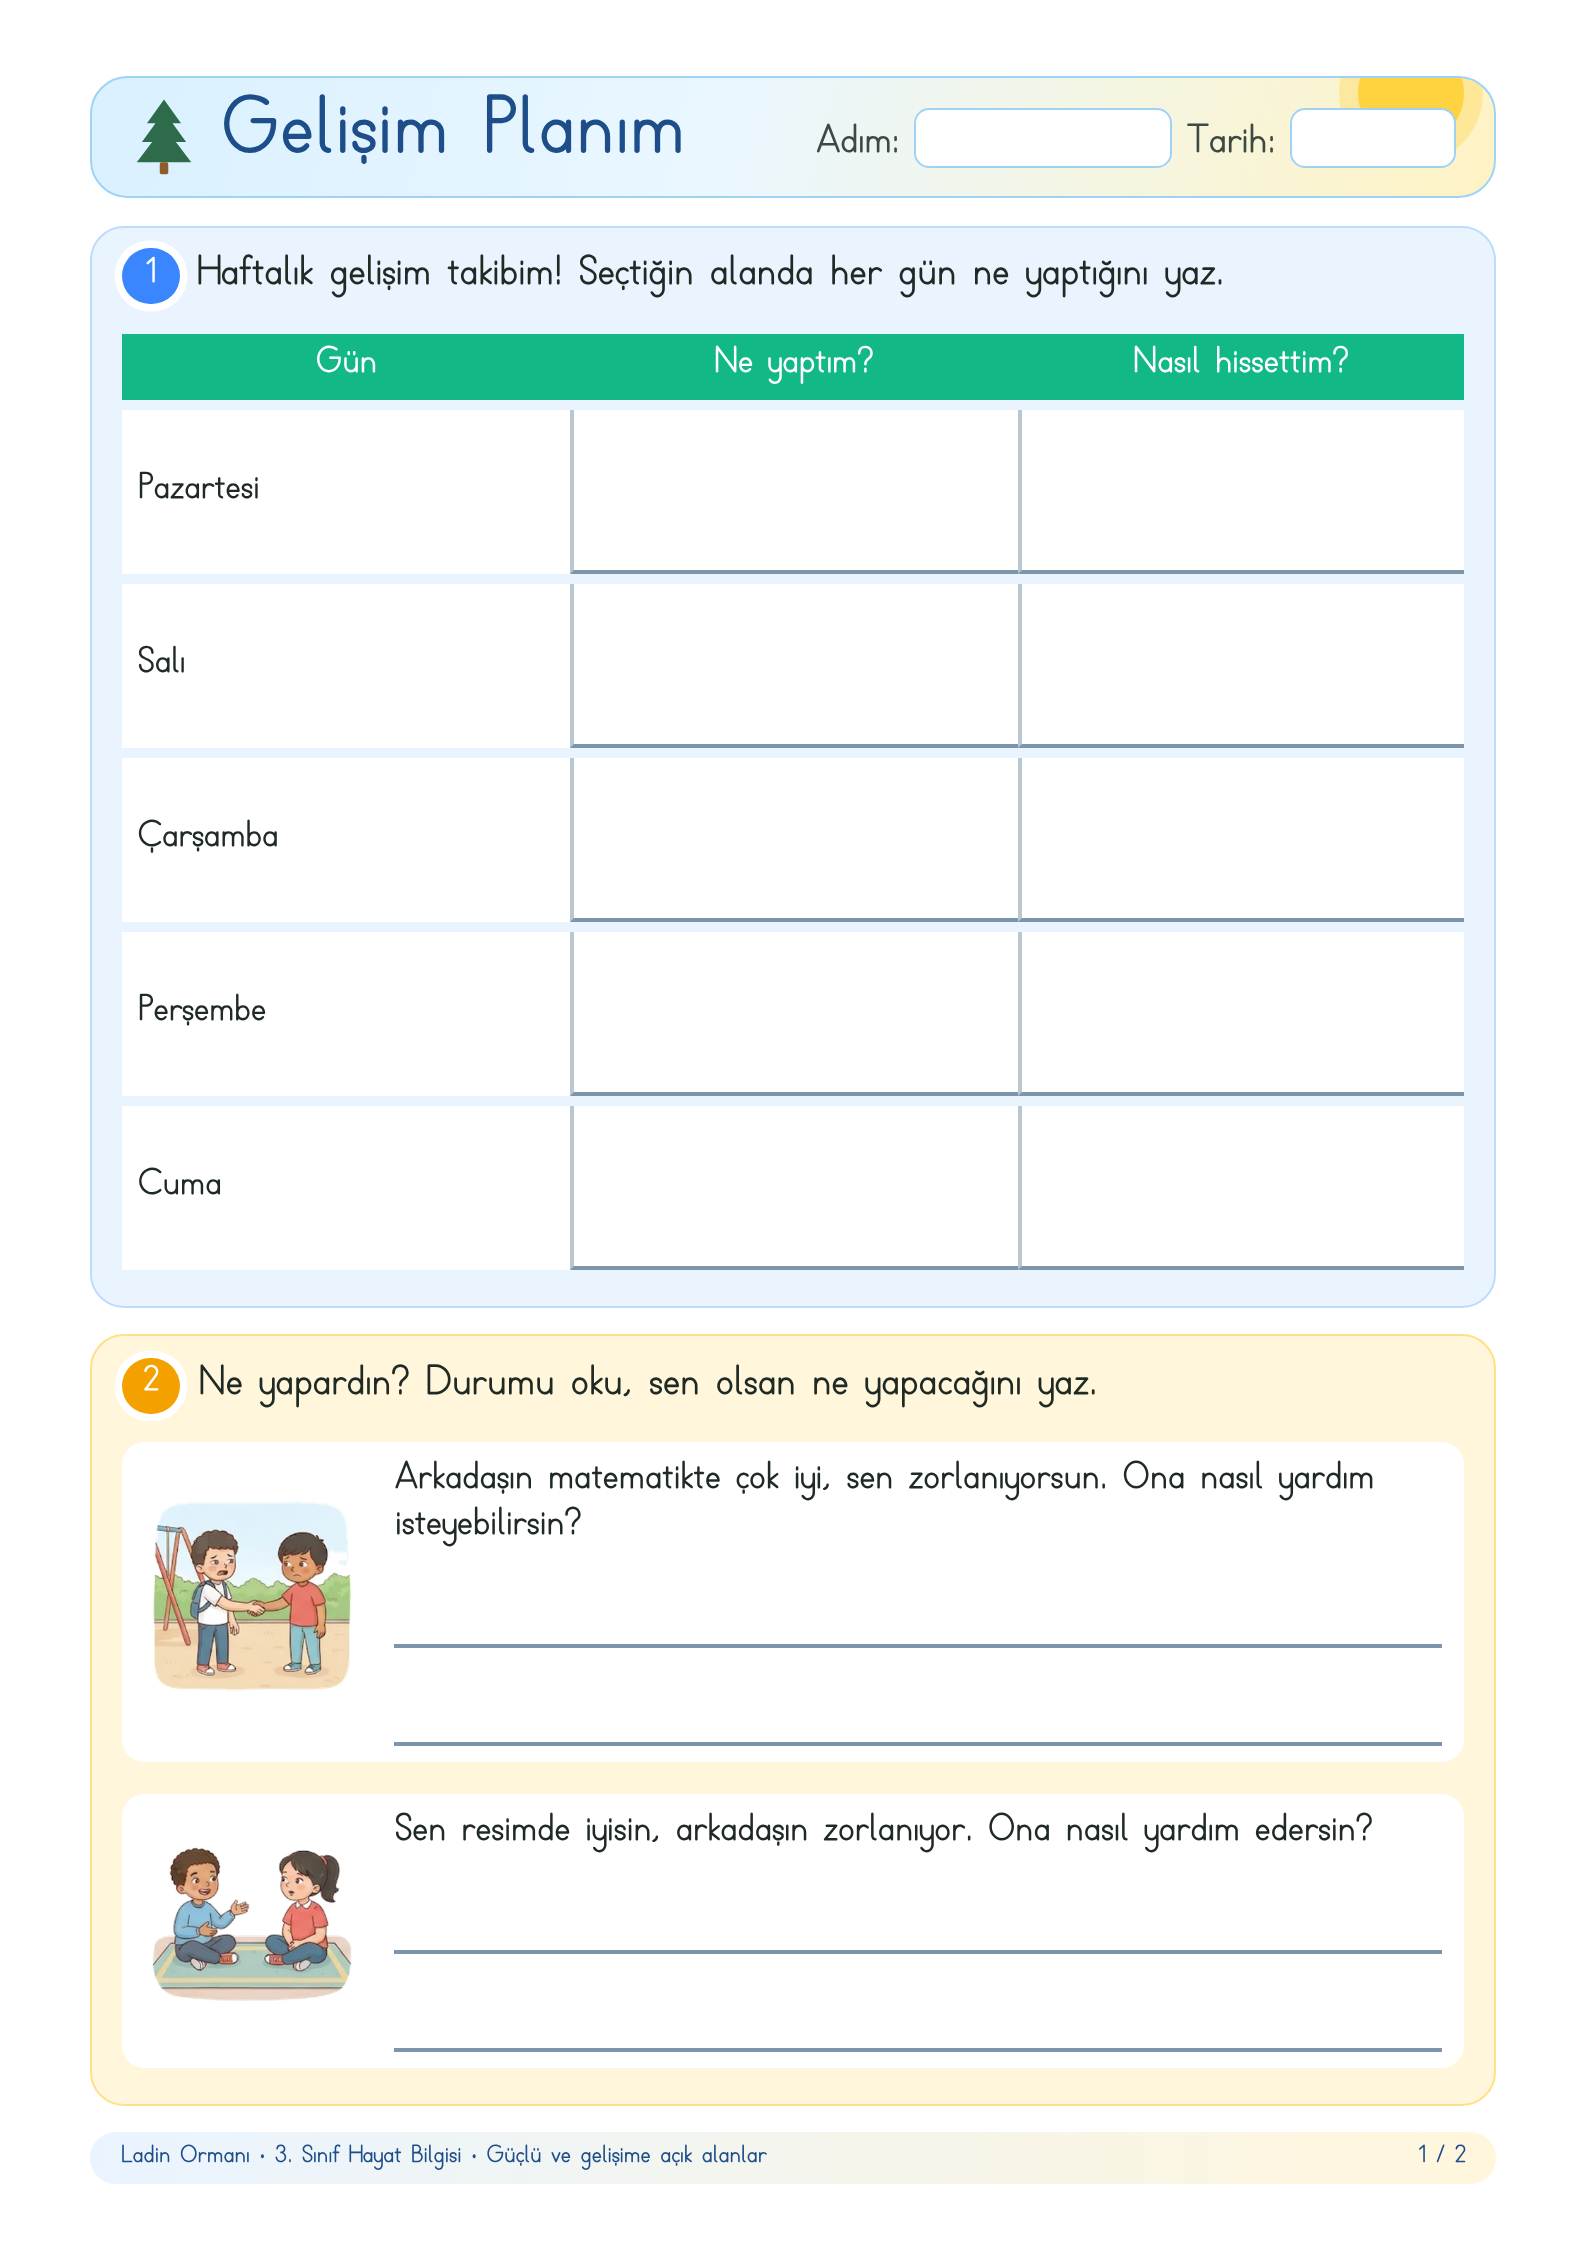 Gelişim Planım
Adım:
Tarih:
1
Haftalık gelişim takibim! Seçtiğin alanda her gün ne yaptığını yaz.
Gün
Ne yaptım?
Nasıl hissettim?
Pazartesi
Salı
Çarşamba
Perşembe
Cuma
2
Ne yapardın? Durumu oku, sen olsan ne yapacağını yaz.
Arkadaşın matematikte çok iyi, sen zorlanıyorsun. Ona nasıl yardım
isteyebilirsin?
Sen resimde iyisin, arkadaşın zorlanıyor. Ona nasıl yardım edersin?
Ladin Ormanı • 3. Sınıf Hayat Bilgisi • Güçlü ve gelişime açık alanlar
1 / 2